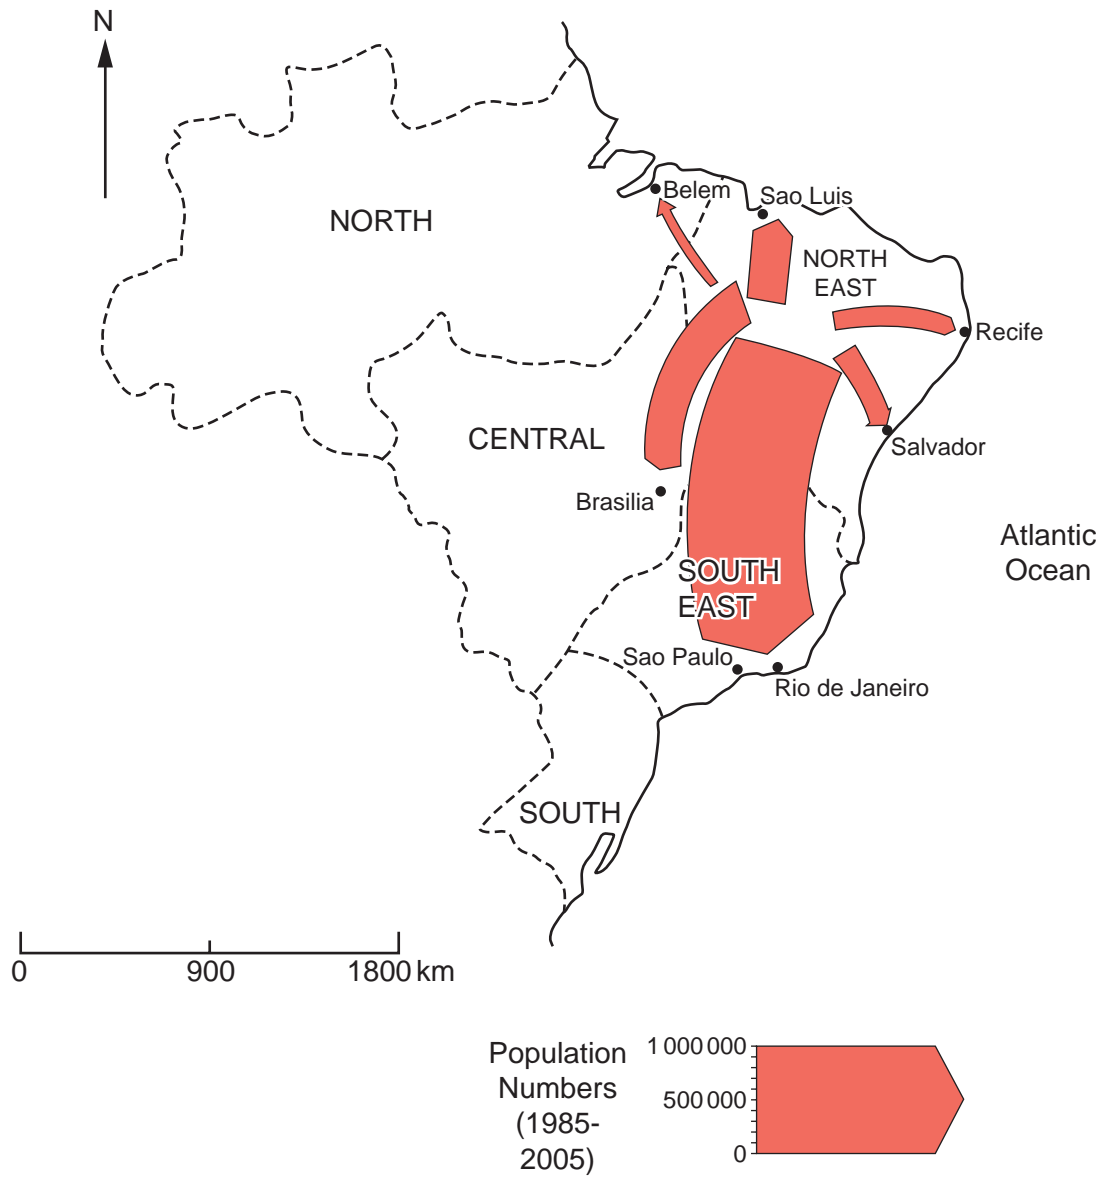 N
NORTH
Belem
Sao Luis
NORTH
EAST
Recife
CENTRAL
Salvador
Brasilia
Atlantic
Ocean
SOUTH
EAST
Sao Paulo
Rio de Janeiro
SOUTH
0 900 1800 km
Population
Numbers
(1985-
2005)
1 000 000
500 000
0